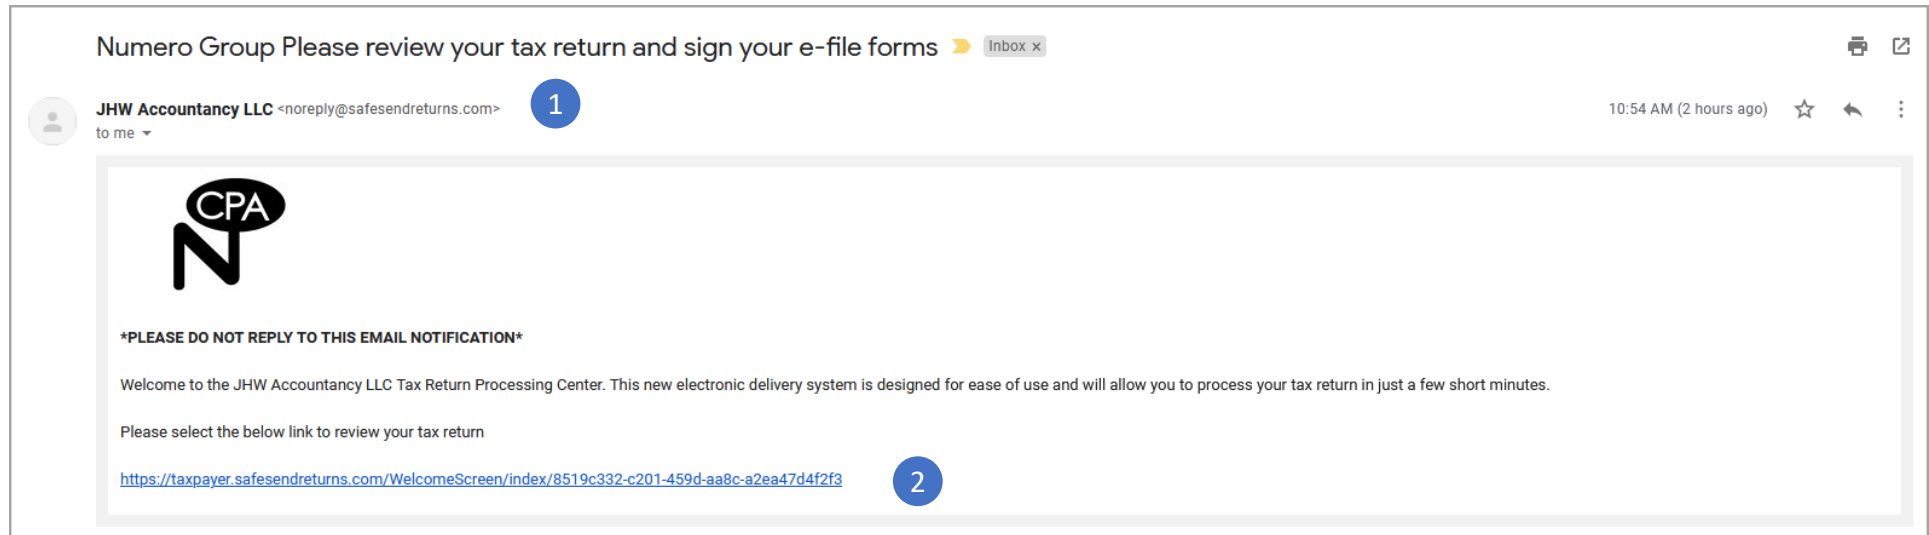 Numero Group Please review your tax return and sign your e-file forms Inbox x
JHW Accountancy LLC <noreply@safesendreturns.com> 1 10:54 AM (2 hours ago)
to me
CPA
N
*PLEASE DO NOT REPLY TO THIS EMAIL NOTIFICATION*
Welcome to the JHW Accountancy LLC Tax Return Processing Center. This new electronic delivery system is designed for ease of use and will allow you to process your tax return in just a few short minutes.
Please select the below link to review your tax return
https://taxpayer.safesendreturns.com/WelcomeScreen/index/8519c332-c201-459d-aa8c-a2ea47d4f2f3 2